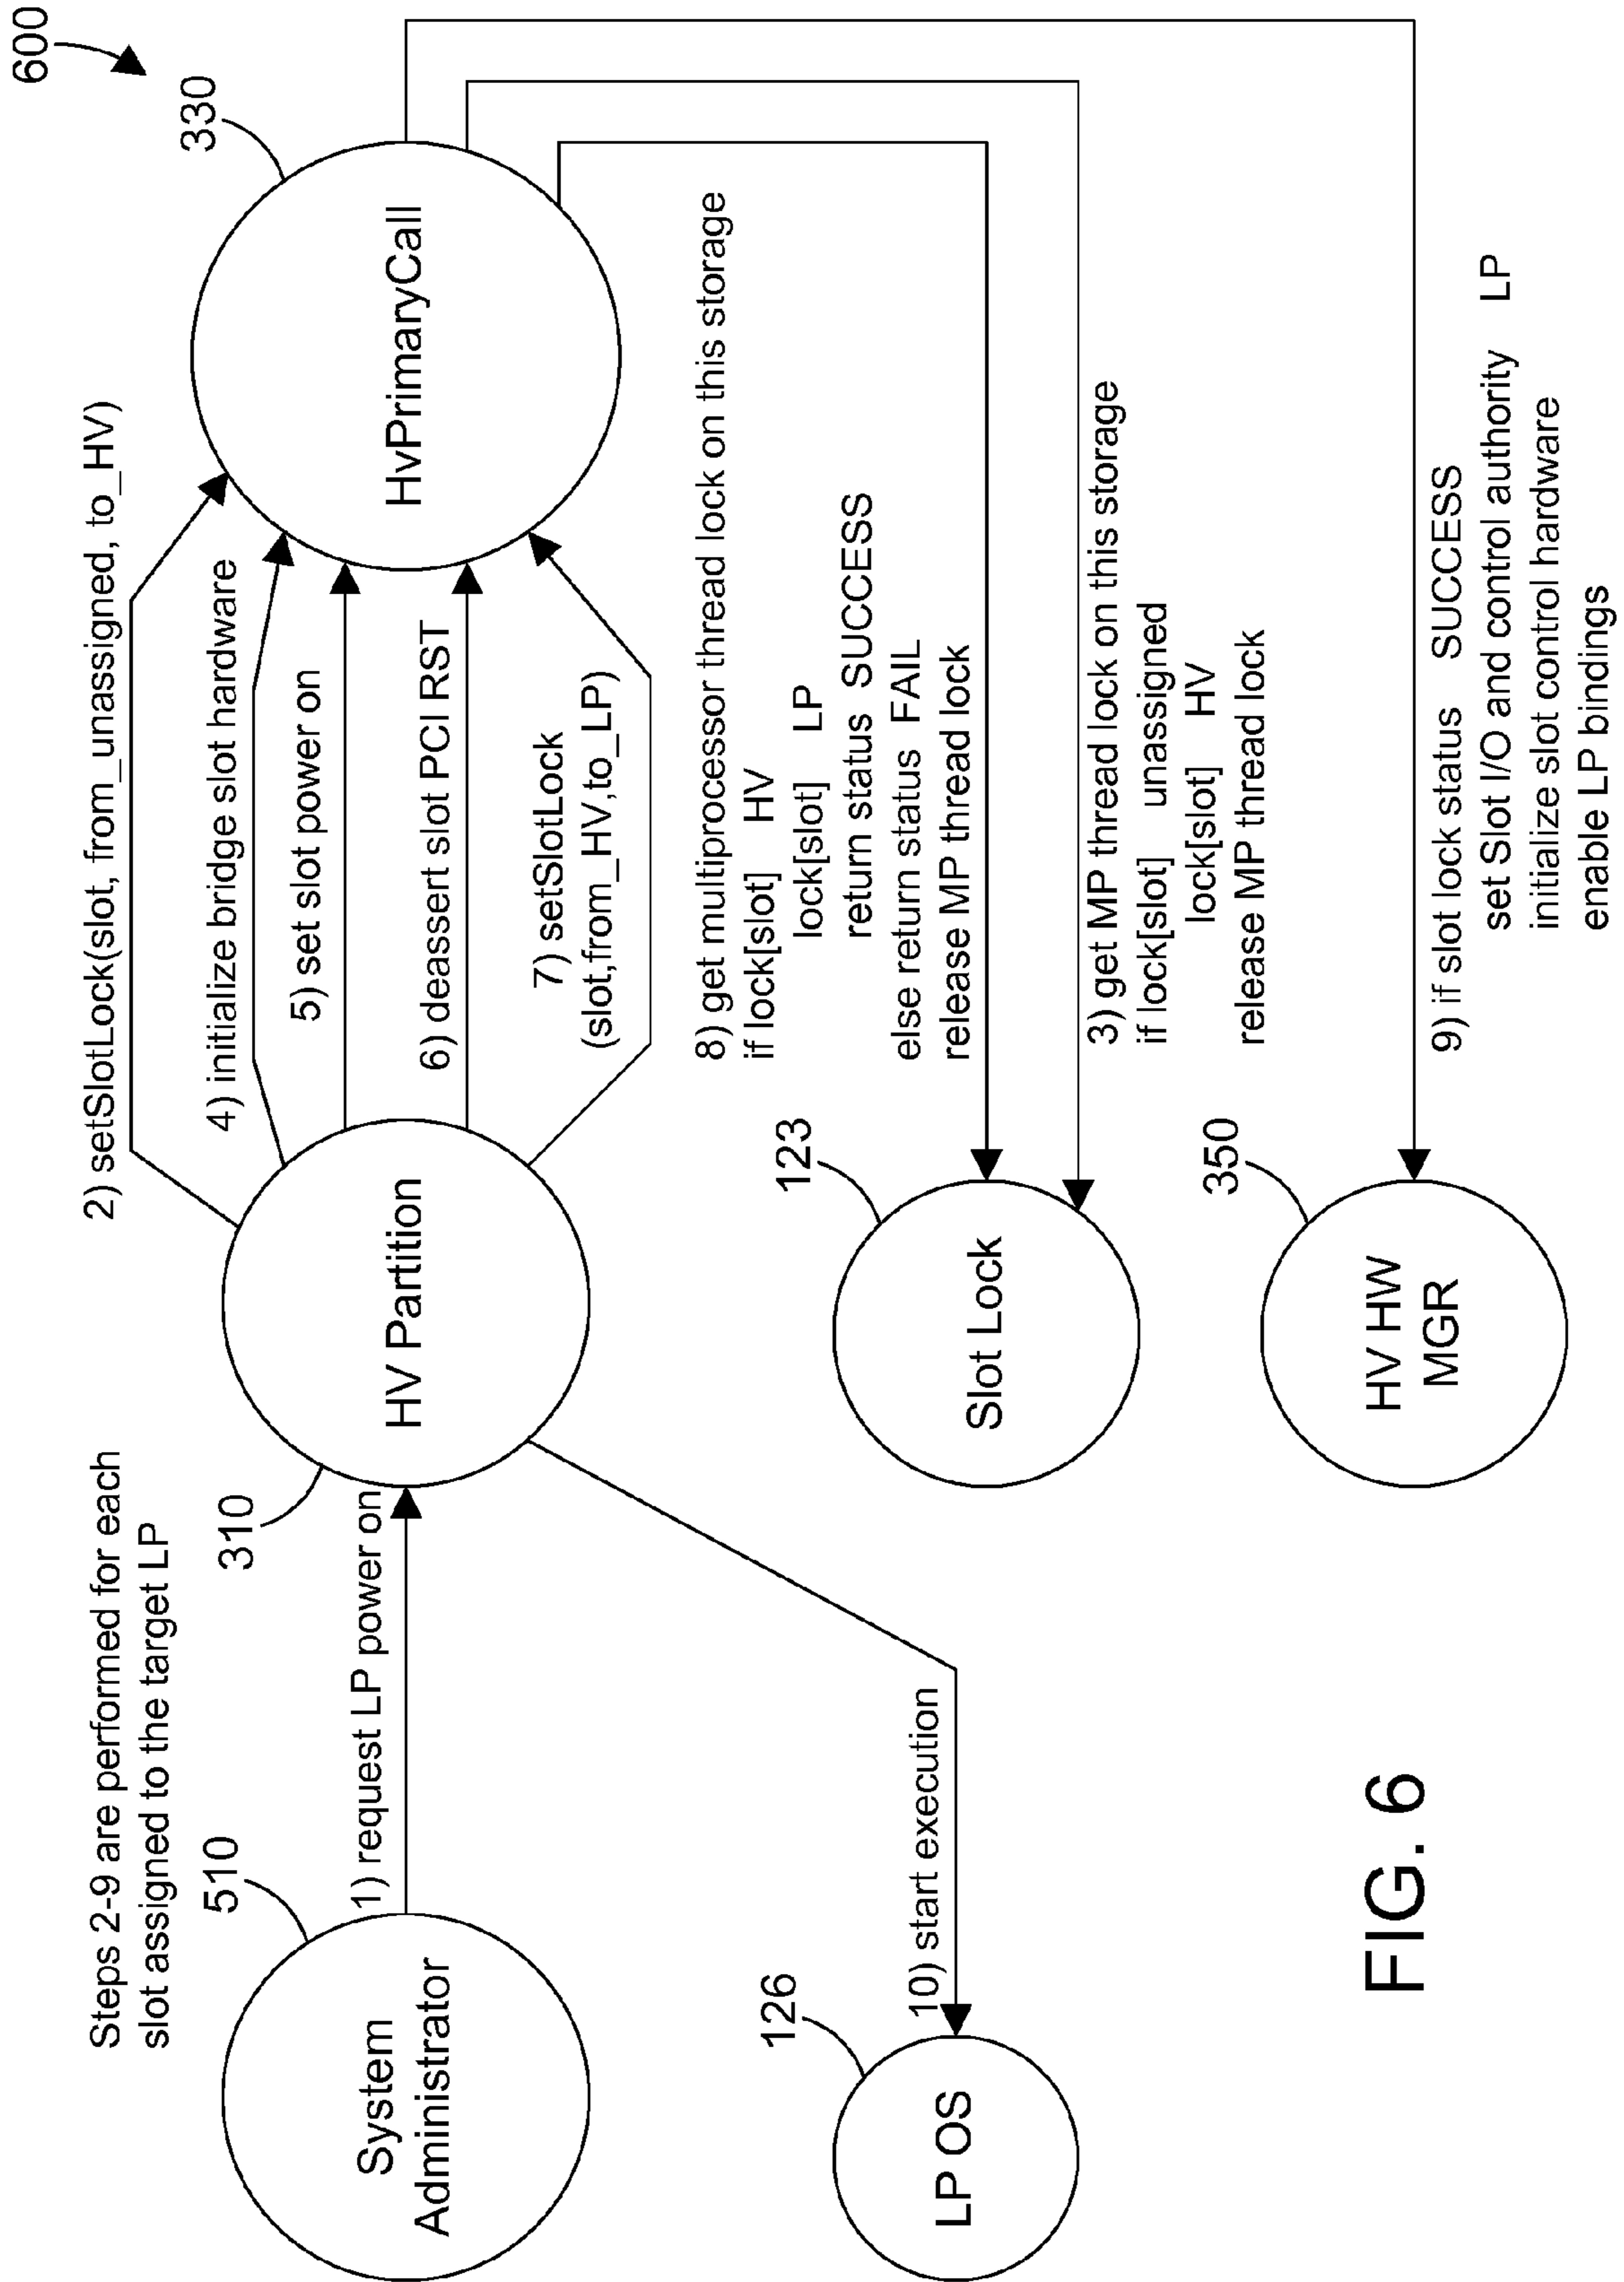 600
Steps 2-9 are performed for each
slot assigned to the target LP
510
System
Administrator
1) request LP power on
310
HV Partition
2) setSlotLock(slot, from_unassigned, to_HV)
4) initialize bridge slot hardware
5) set slot power on
6) deassert slot PCI RST
7) setSlotLock
(slot,from_HV,to_LP)
330
HvPrimaryCall
8) get multiprocessor thread lock on this storage
if lock[slot] HV
lock[slot] LP
return status SUCCESS
else return status FAIL
release MP thread lock
123
Slot Lock
3) get MP thread lock on this storage
if lock[slot] unassigned
lock[slot] HV
release MP thread lock
126
LP OS
10) start execution
350
HV HW
MGR
9) if slot lock status SUCCESS
set Slot I/O and control authority LP
initialize slot control hardware
enable LP bindings
FIG. 6